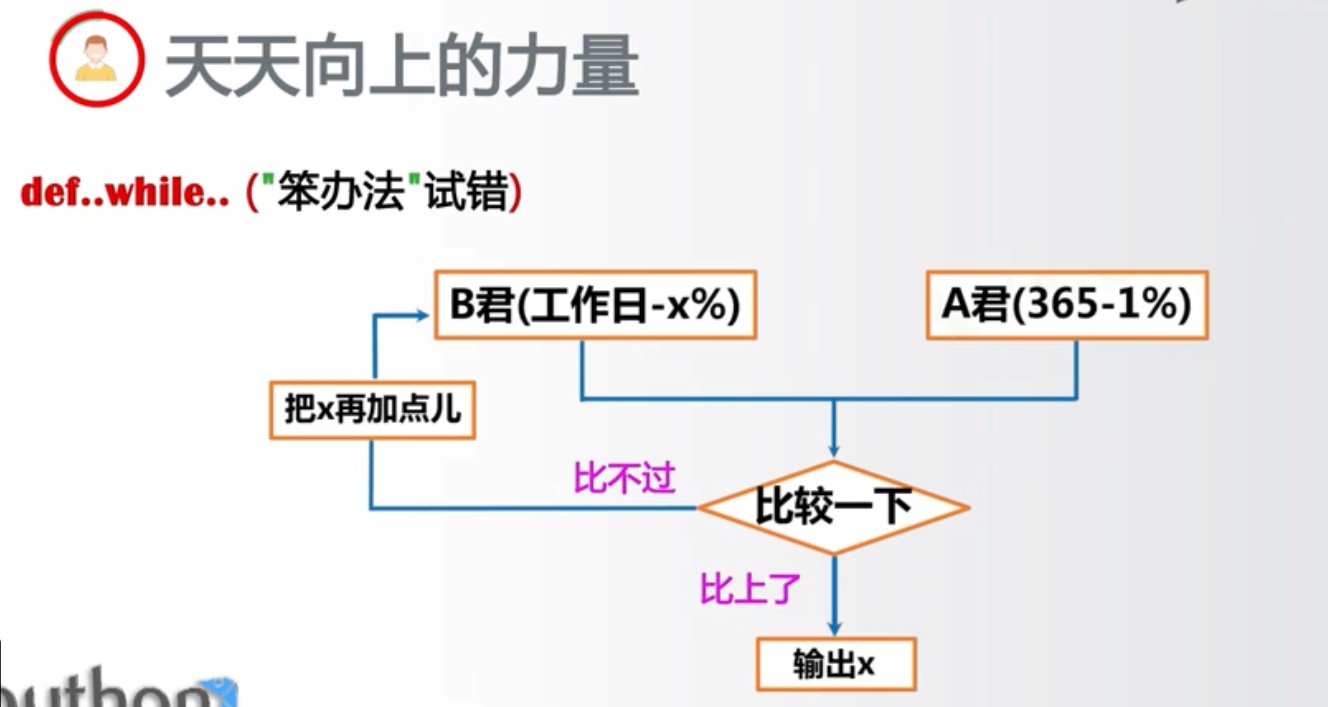 天天向上的力量
def..while.. ("笨办法"试错)
B君(工作日-x%)
A君(365-1%)
把x再加点儿
比不过
比较一下
比上了
输出x
python